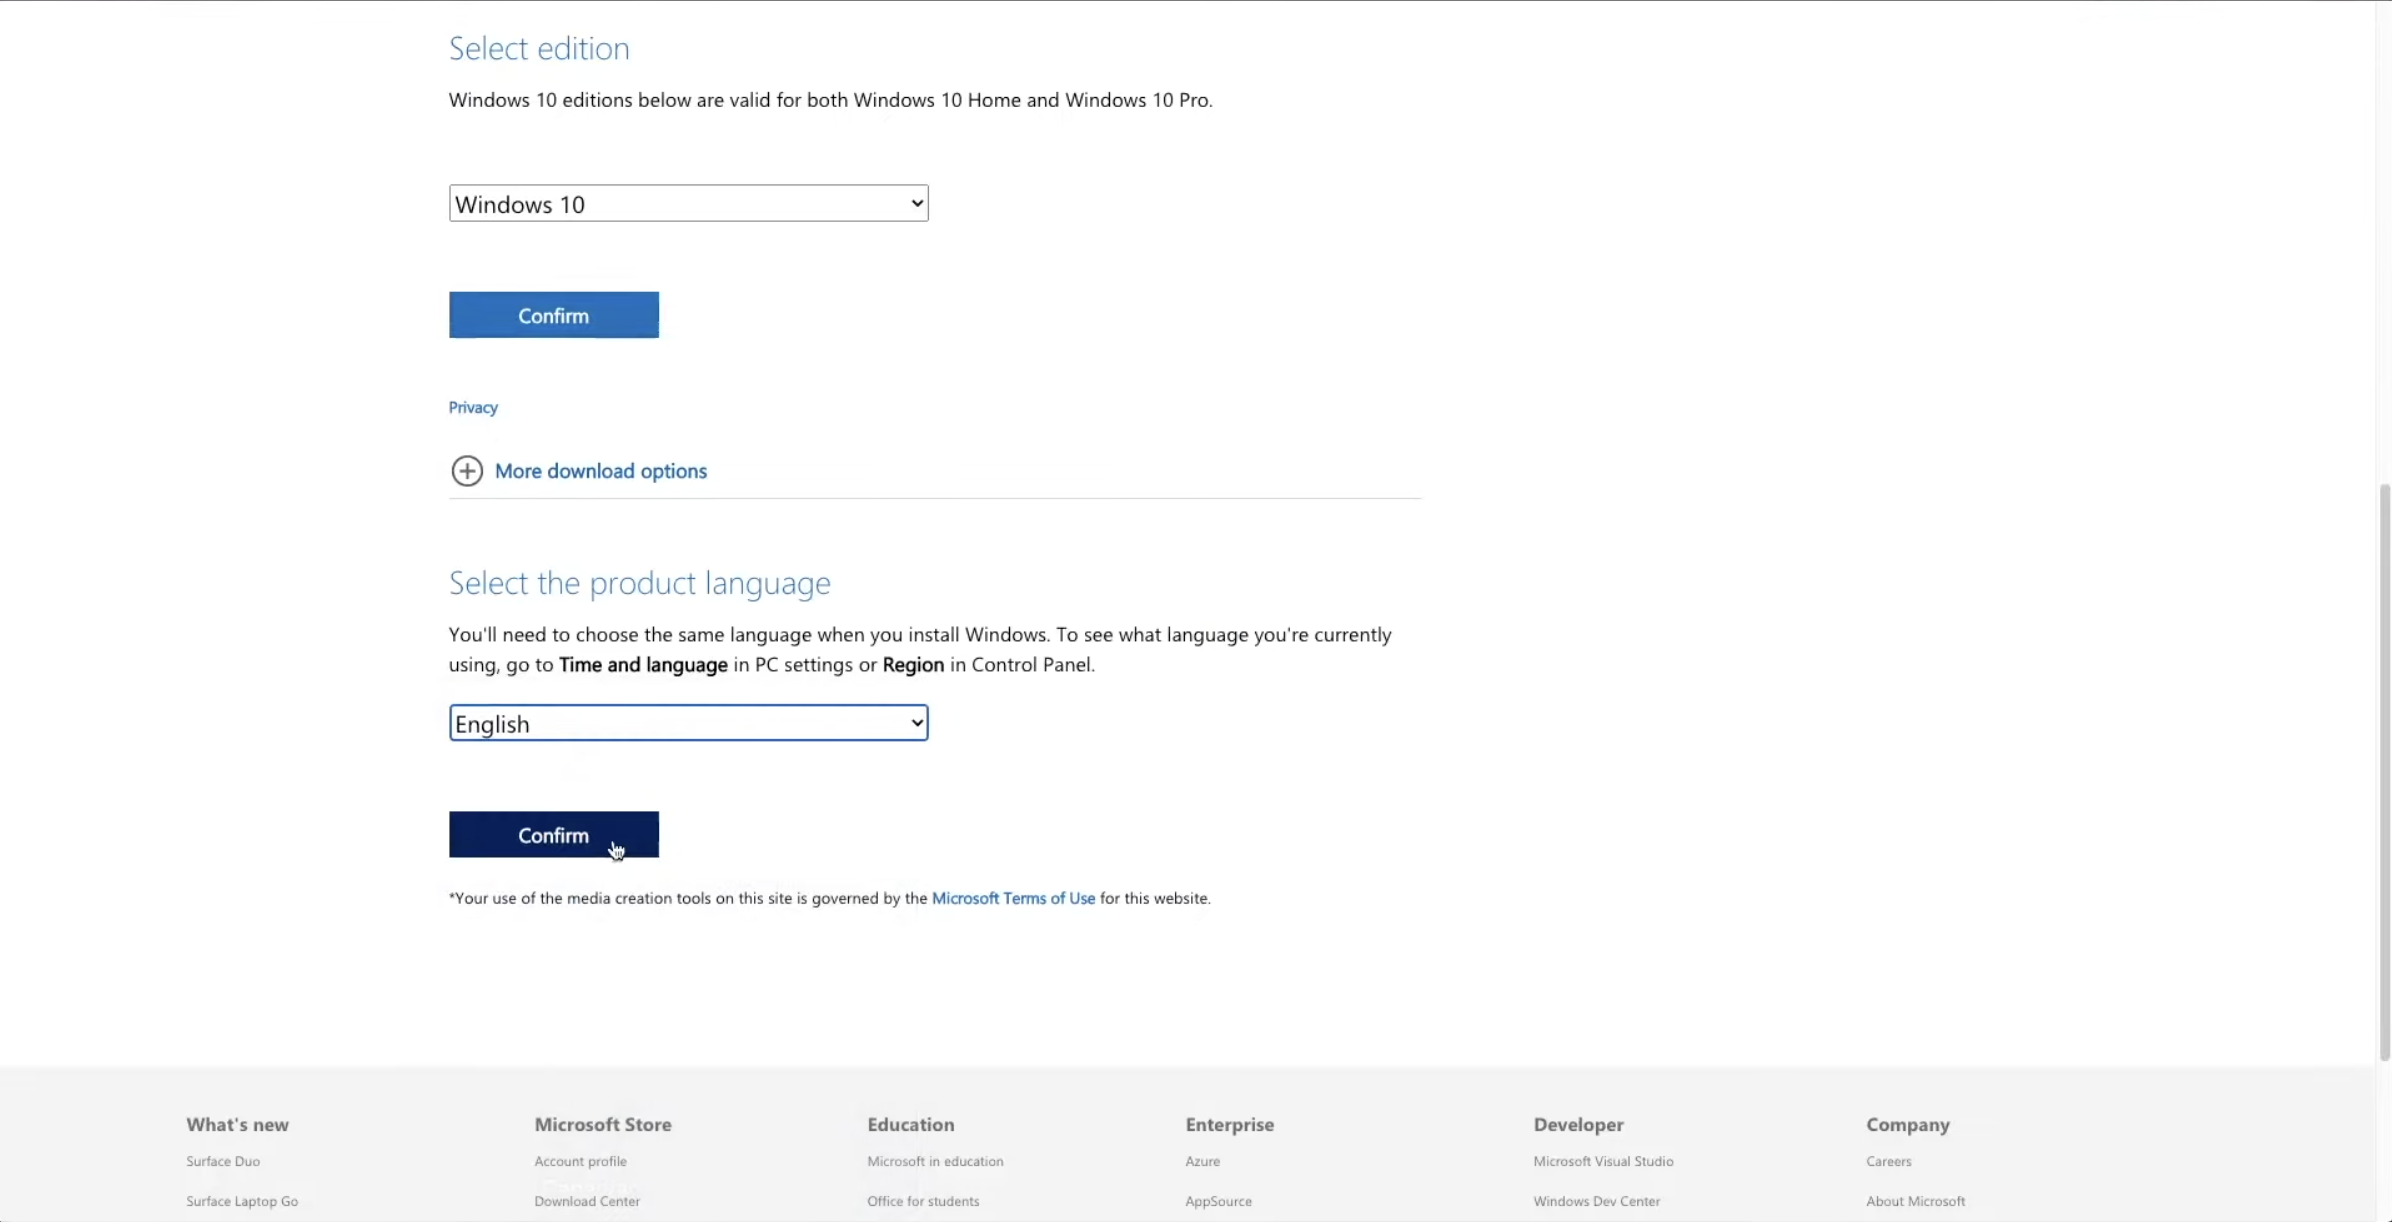 Select edition
Windows 10 editions below are valid for both Windows 10 Home and Windows 10 Pro.
Windows 10
Confirm
Privacy
More download options
Select the product language
You'll need to choose the same language when you install Windows. To see what language you're currently
using, go to Time and language in PC settings or Region in Control Panel.
English
Confirm
*Your use of the media creation tools on this site is governed by the Microsoft Terms of Use for this website.
What's new
Surface Duo
Surface Laptop Go
Microsoft Store
Account profile
Download Center
Education
Microsoft in education
Office for students
Enterprise
Azure
AppSource
Developer
Microsoft Visual Studio
Windows Dev Center
Company
Careers
About Microsoft